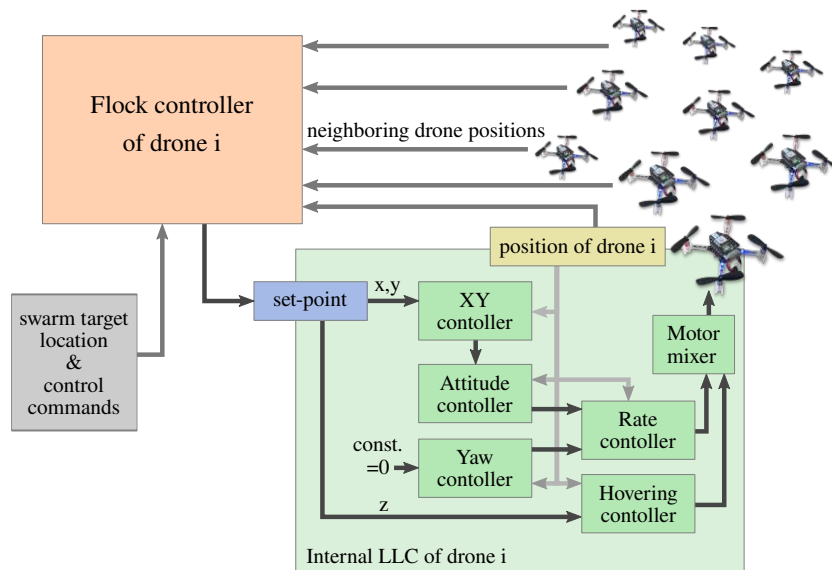 Flock controller
of drone i
neighboring drone positions
position of drone i
set-point
x,y
XY
contoller
swarm target
location
&
control
commands
Motor
mixer
Attitude
contoller
Rate
contoller
const.
=0
Yaw
contoller
Hovering
contoller
z
Internal LLC of drone i